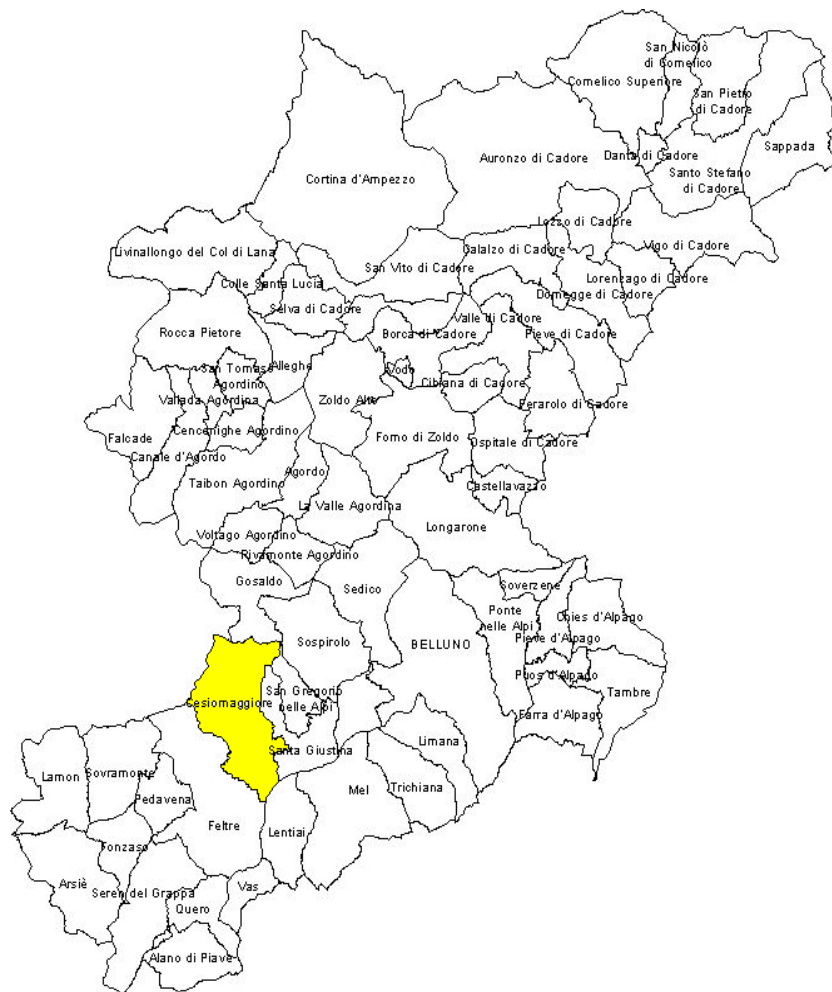 San Nicolò
di Comelico
Comelico Superiore
San Pietro
di Cadore
Sappada
Danta di Cadore
Auronzo di Cadore
Santo Stefano
di Cadore
Cortina d'Ampezzo
Lozzo di Cadore
Vigo di Cadore
Livinallongo del Col di Lana
Calalzo di Cadore
San Vito di Cadore
Colle Santa Lucia
Lorenzago di Cadore
Selva di Cadore
Domegge di Cadore
Valle di Cadore
Rocca Pietore
Borca di Cadore
Pieve di Cadore
San Tomaso
Agordino
Alleghe
Vodo
Cibiana di Cadore
Vallada Agordina
Zoldo Alto
Perarolo di Cadore
Falcade
Cencenighe Agordino
Forno di Zoldo
Ospitale di Cadore
Canale d'Agordo
Agordo
Taibon Agordino
Castellavazzo
La Valle Agordina
Longarone
Voltago Agordino
Rivamonte Agordino
Gosaldo
Sedico
Soverzene
Ponte
nelle Alpi
Chies d'Alpago
Sospirolo
BELLUNO
Pieve d'Alpago
Puos d'Alpago
Tambre
San Gregorio
nelle Alpi
Cesiomaggiore
Farra d'Alpago
Limana
Santa Giustina
Lamon
Sovramonte
Trichiana
Mel
Pedavena
Feltre
Lentiai
Fonzaso
Arsiè
Seren del Grappa
Vas
Quero
Alano di Piave